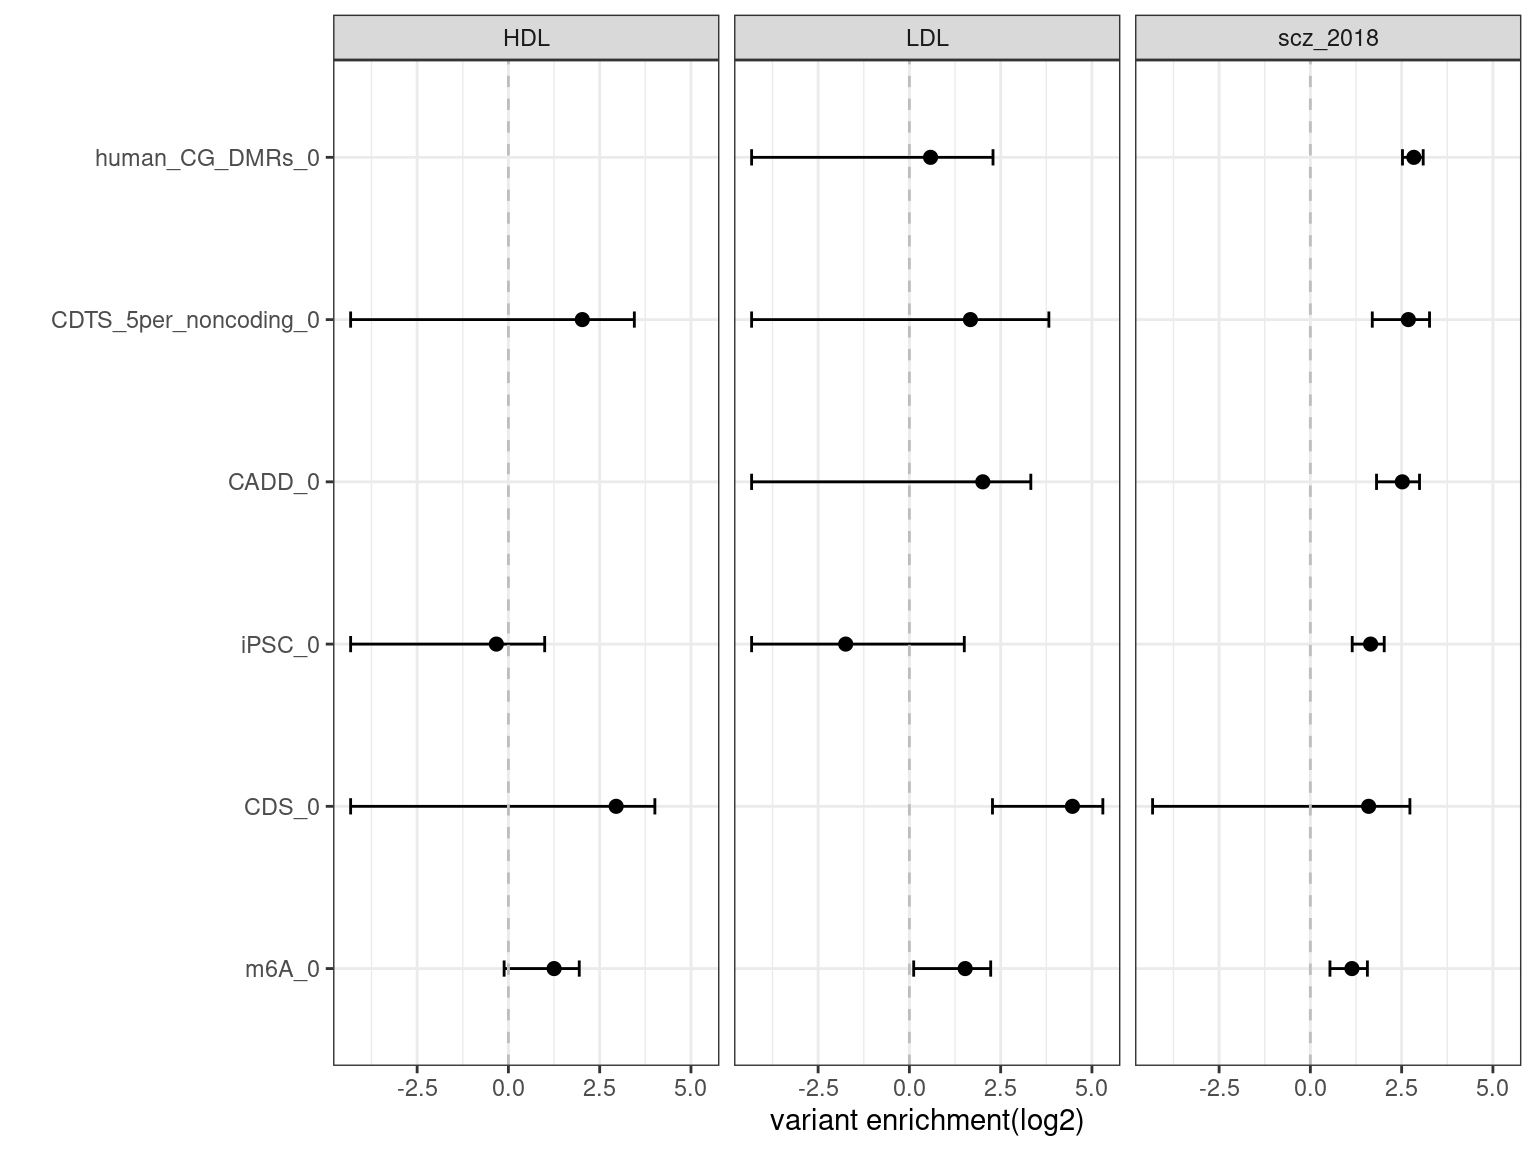 HDL
LDL
scz_2018
human_CG_DMRs_0
CDTS_5per_noncoding_0
CADD_0
iPSC_0
CDS_0
m6A_0
-2.5 0.0 2.5 5.0
-2.5 0.0 2.5 5.0
-2.5 0.0 2.5 5.0
variant enrichment(log2)